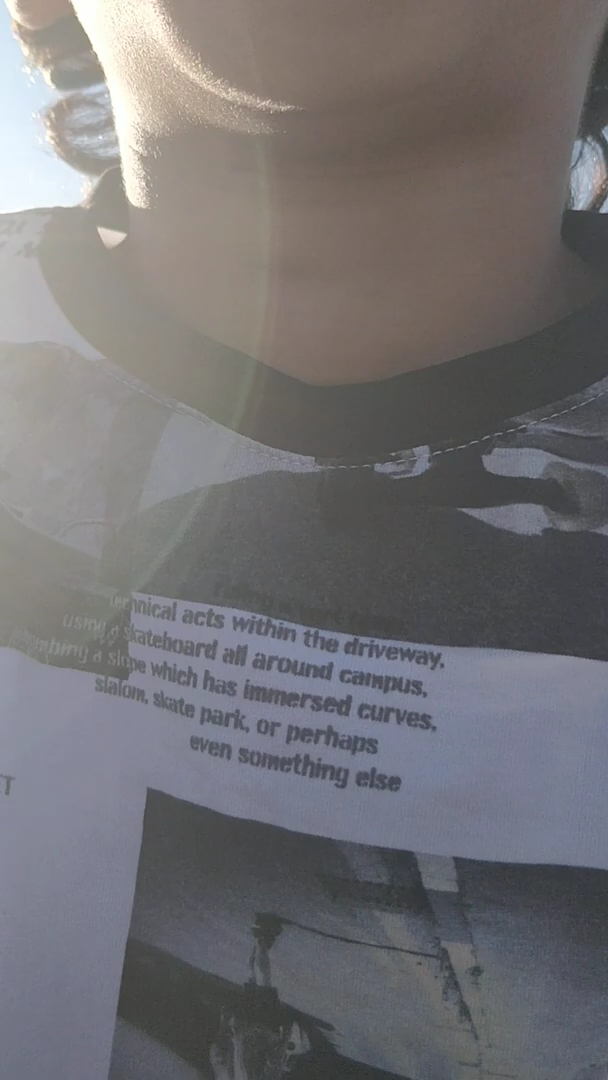 technical acts within the driveway,
using a skateboard all around campus,
climbing a slope which has immersed curves,
slalom, skate park, or perhaps
even something else